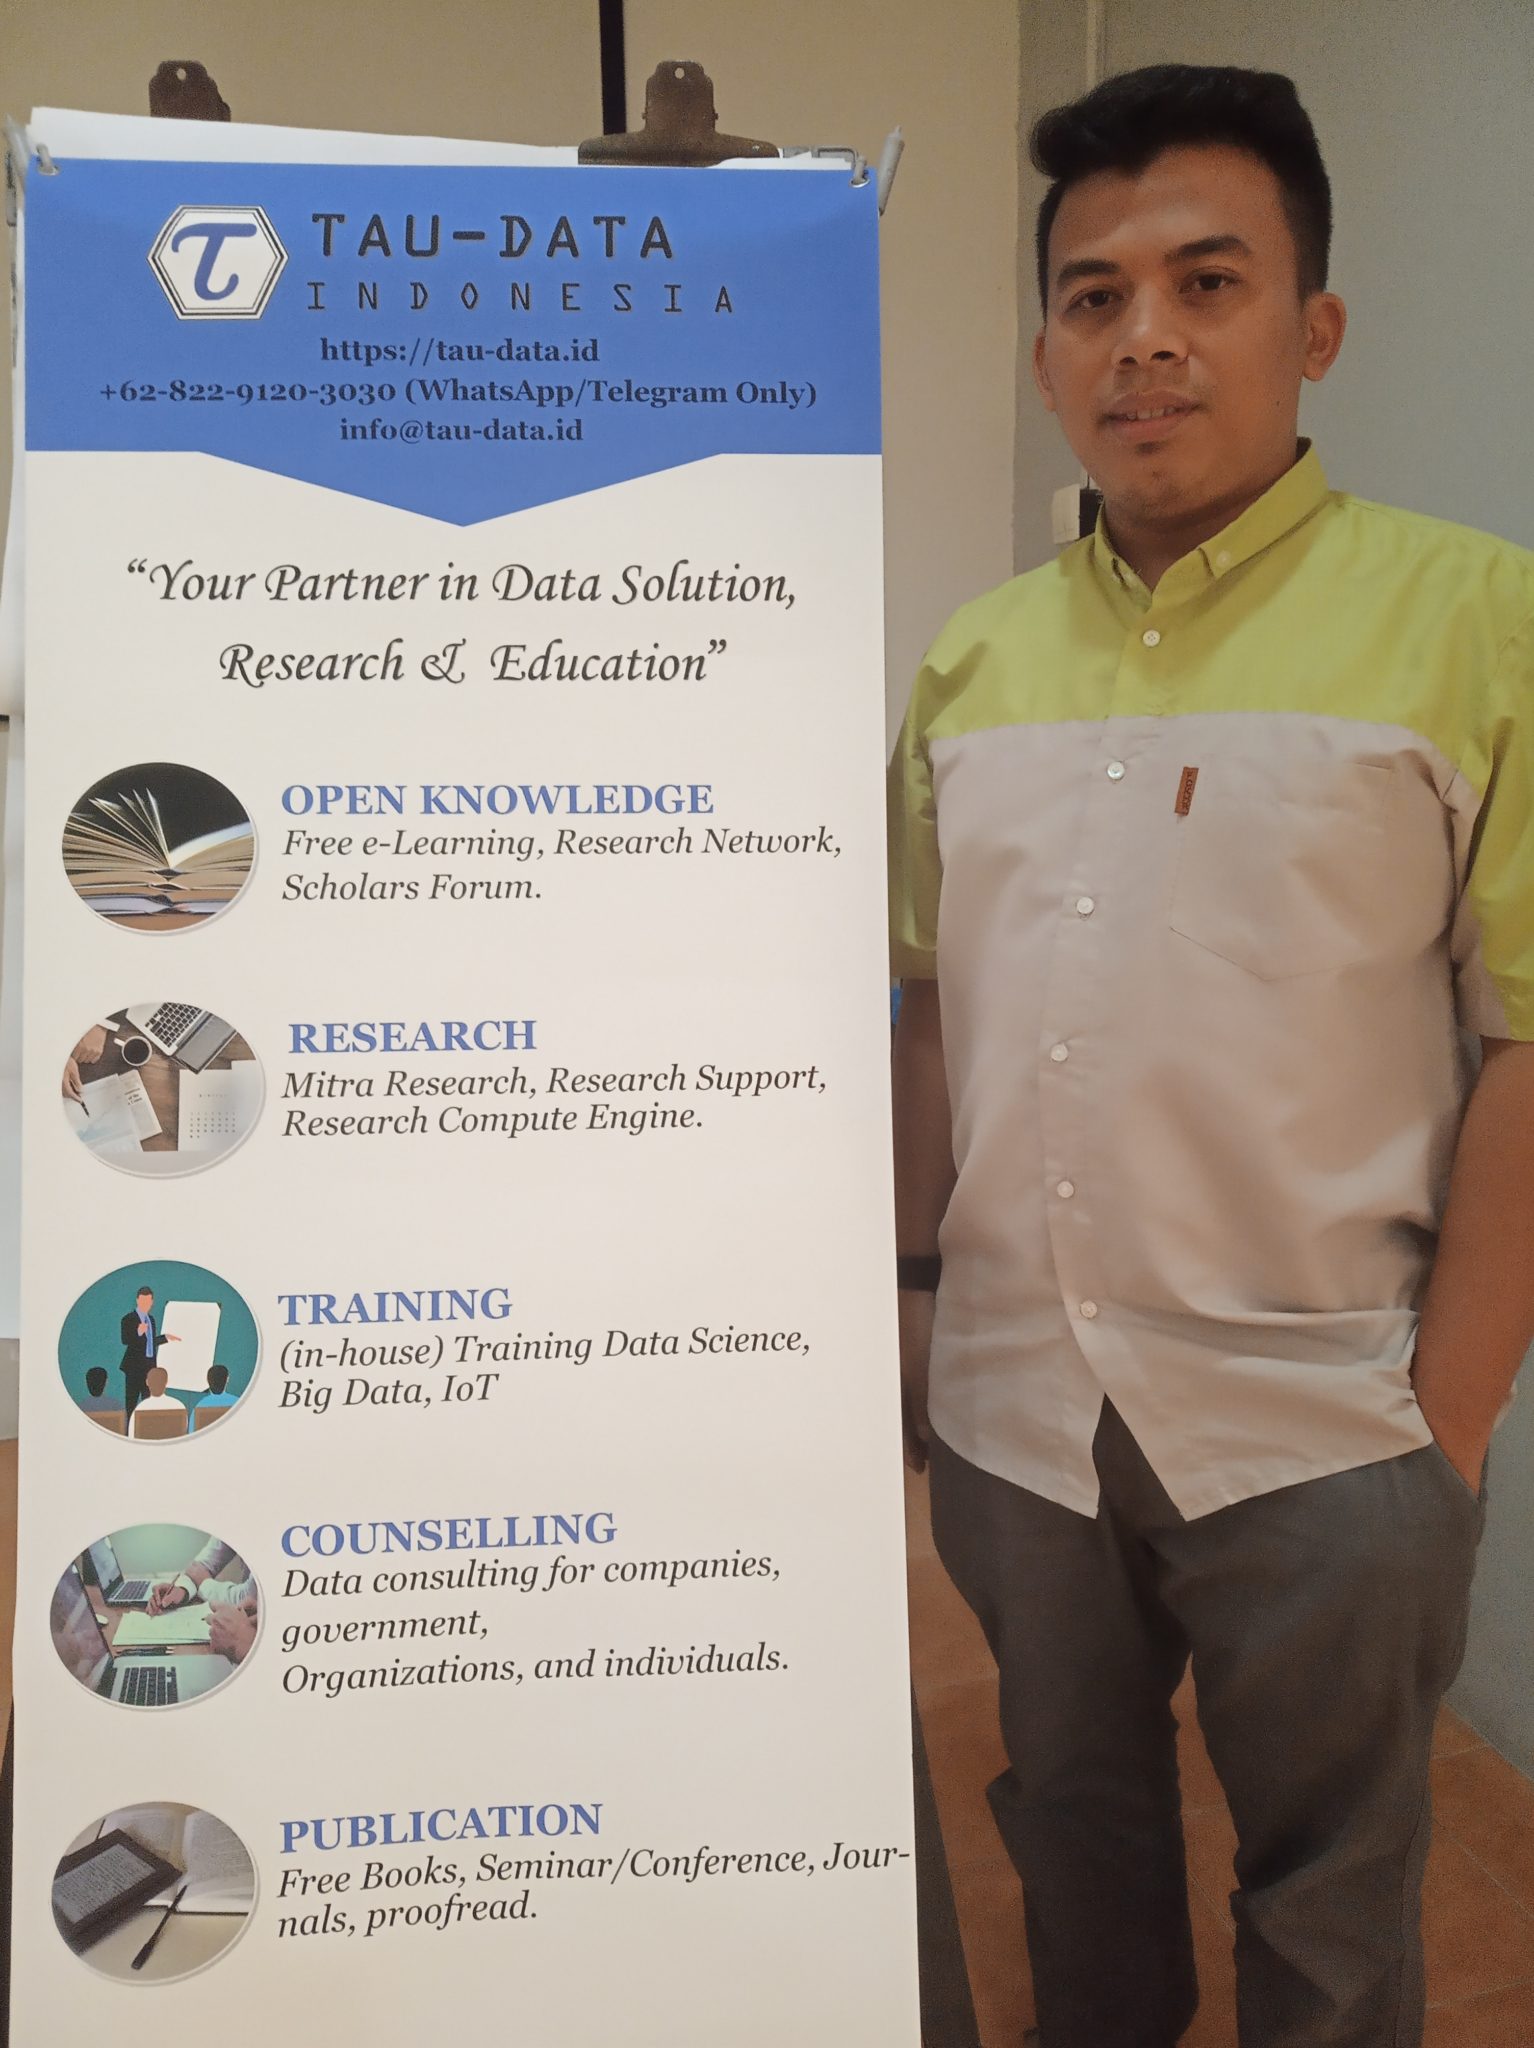 τ
TAU-DATA
INDONESIA
https://tau-data.id
+62-822-9120-3030 (WhatsApp/Telegram Only)
info@tau-data.id
“Your Partner in Data Solution,
Research & Education”
OPEN KNOWLEDGE
Free e-Learning, Research Network,
Scholars Forum.
RESEARCH
Mitra Research, Research Support,
Research Compute Engine.
TRAINING
(in-house) Training Data Science,
Big Data, IoT
COUNSELLING
Data consulting for companies,
government,
Organizations, and individuals.
PUBLICATION
Free Books, Seminar/Conference, Jour-
nals, proofread.